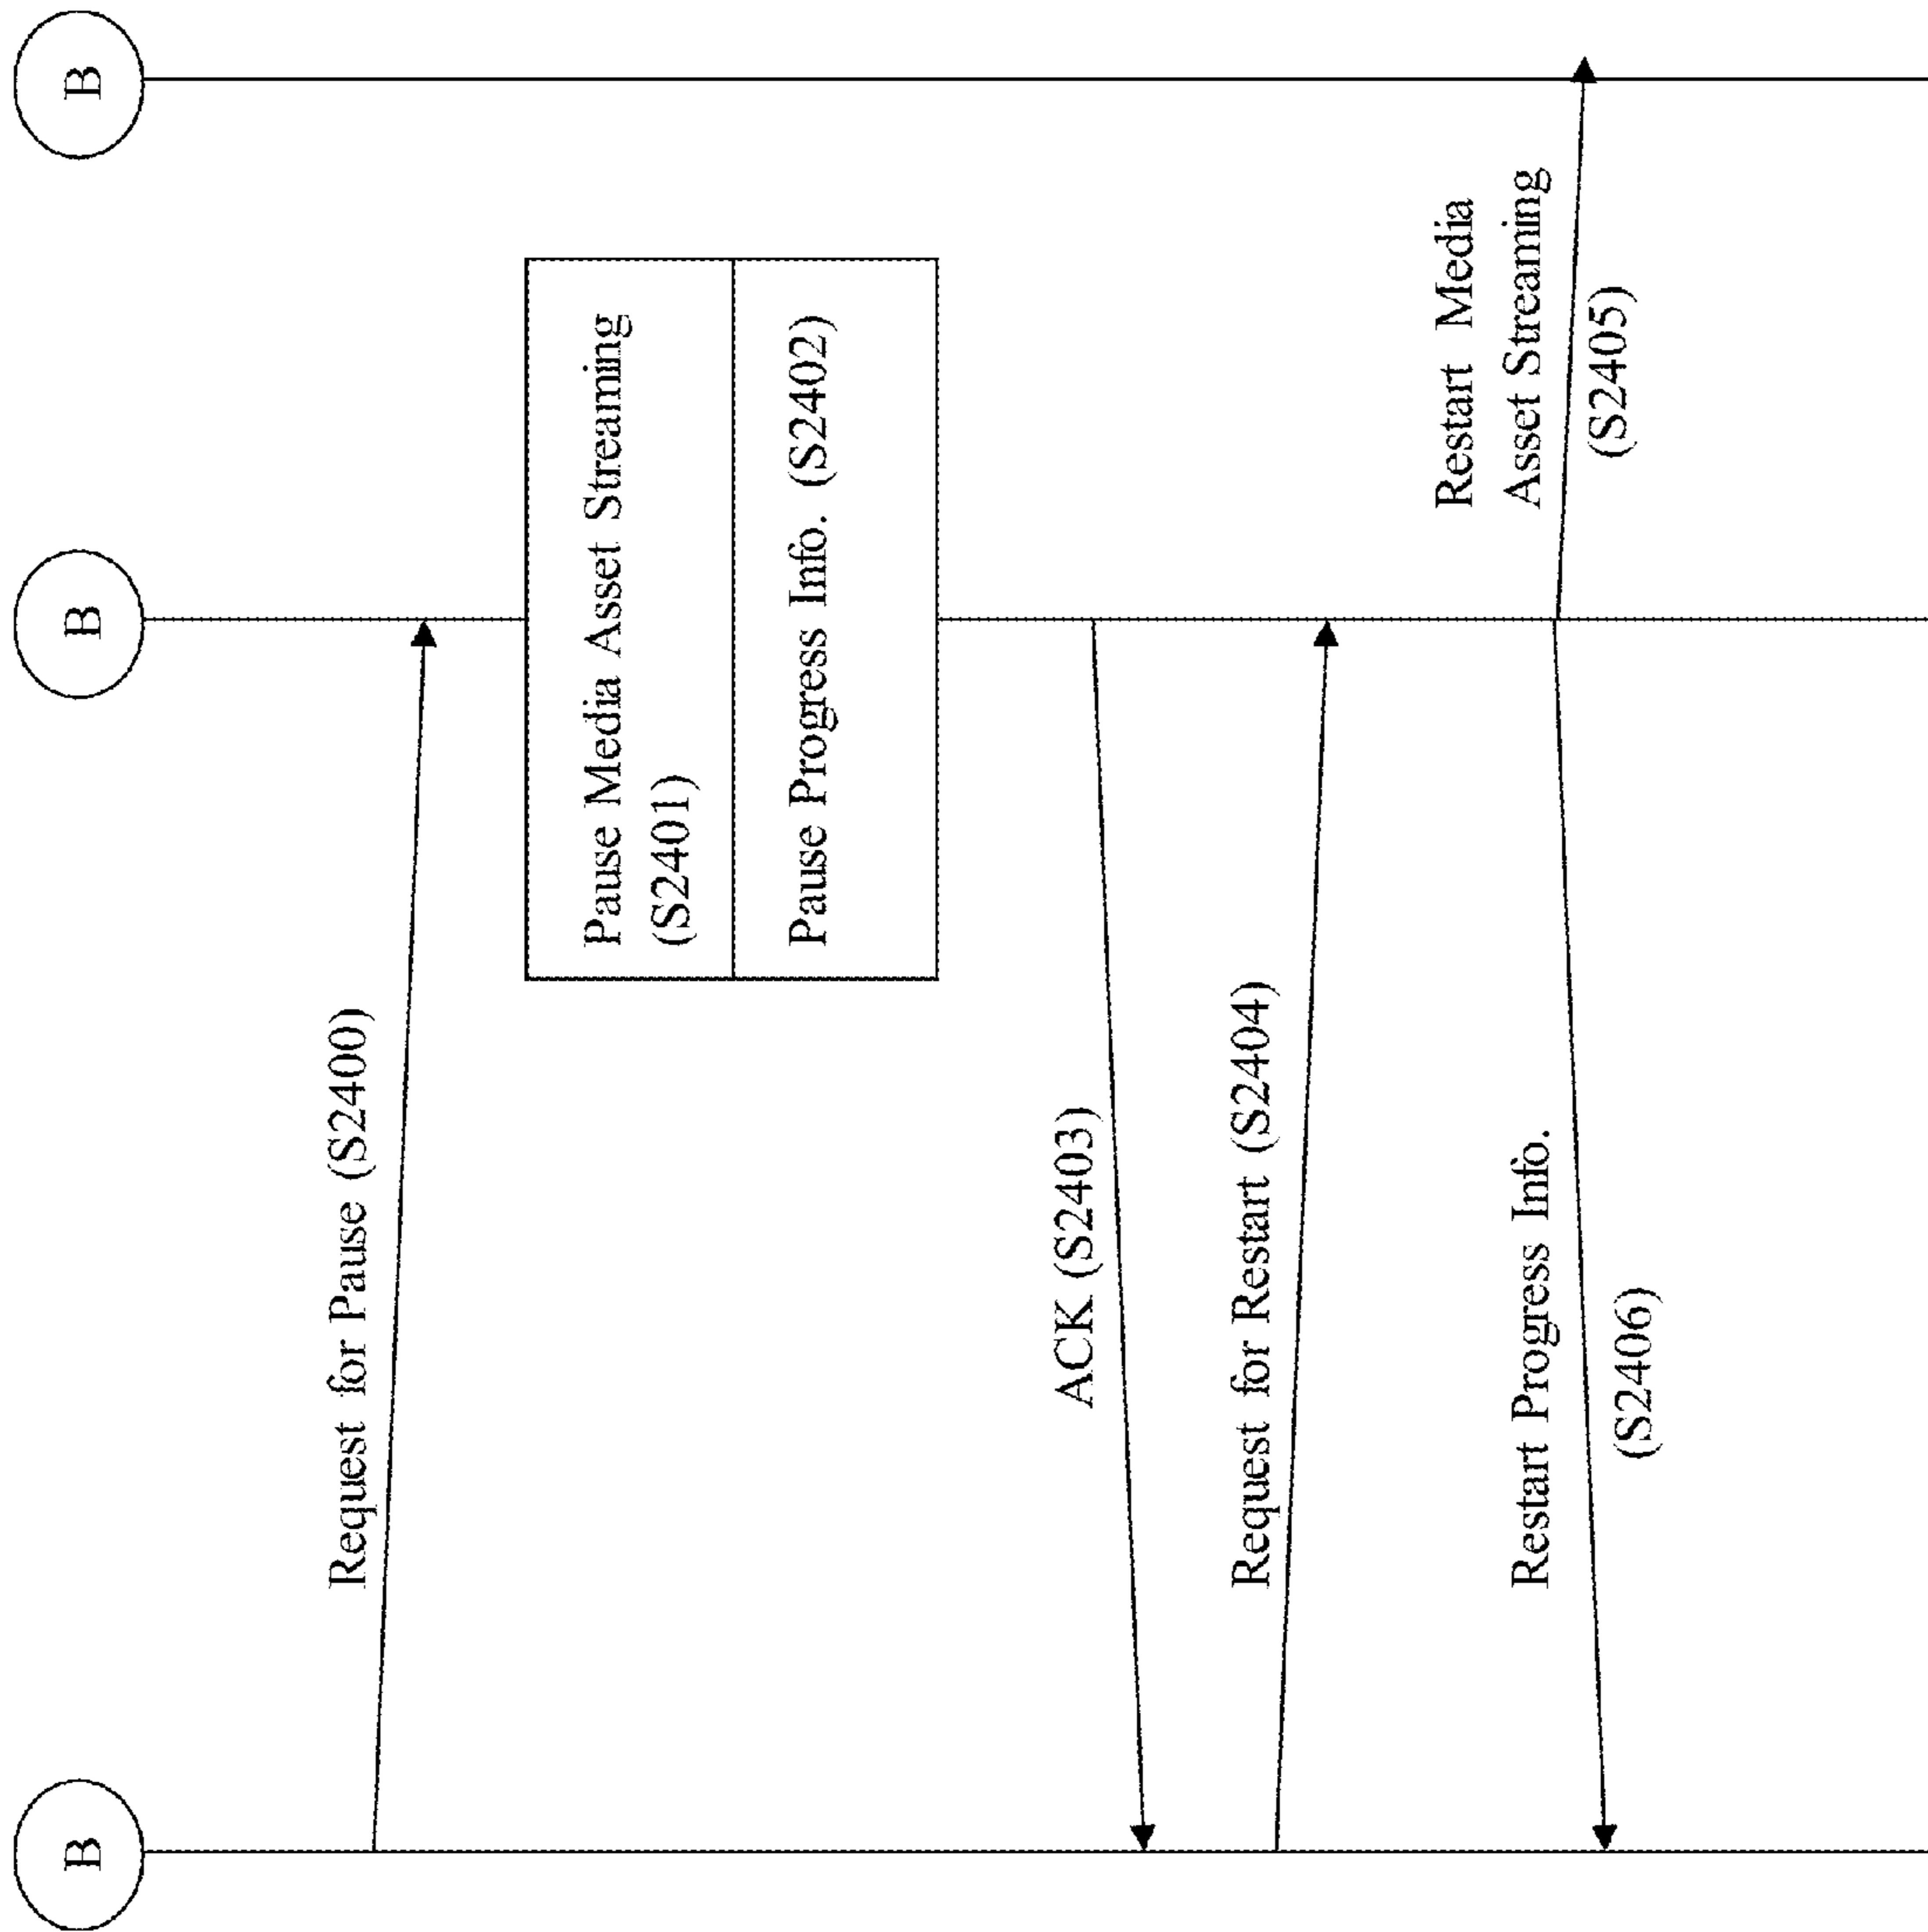 B
B
B
Request for Pause (S2400)
Pause Media Asset Streaming
(S2401)
Pause Progress Info. (S2402)
ACK (S2403)
Request for Restart (S2404)
Restart Media
Asset Streaming
(S2405)
Restart Progress Info.
(S2406)